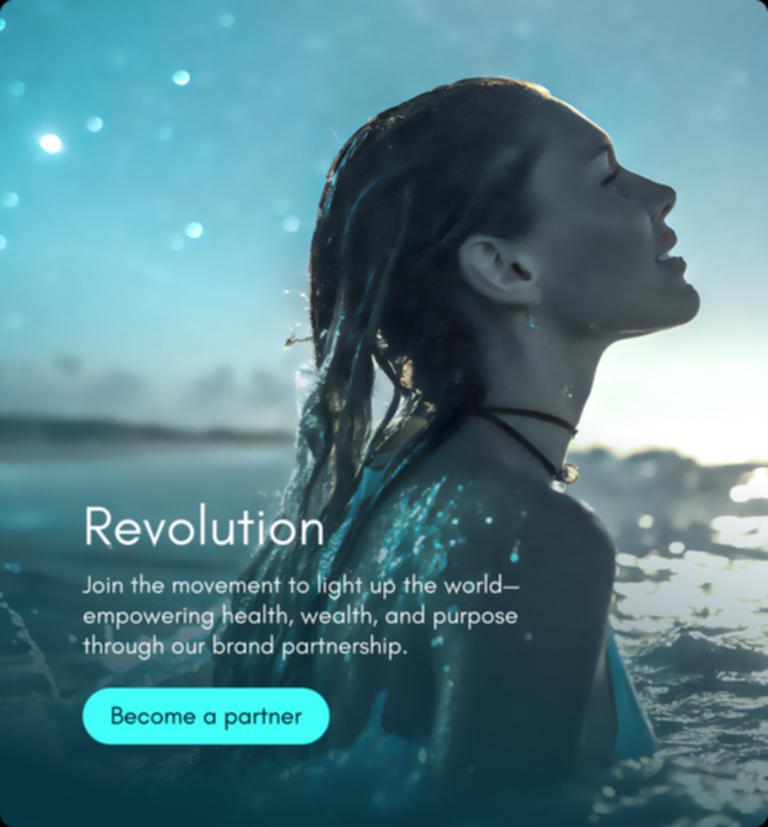 Revolution
Join the movement to light up the world—
empowering health, wealth, and purpose
through our brand partnership.
Become a partner